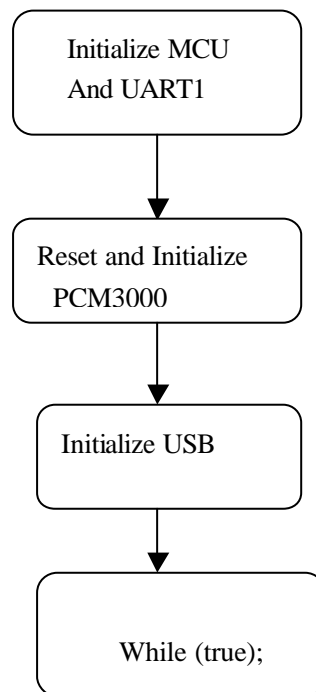 Initialize MCU
And UART1
Reset and Initialize
PCM3000
Initialize USB
While (true);